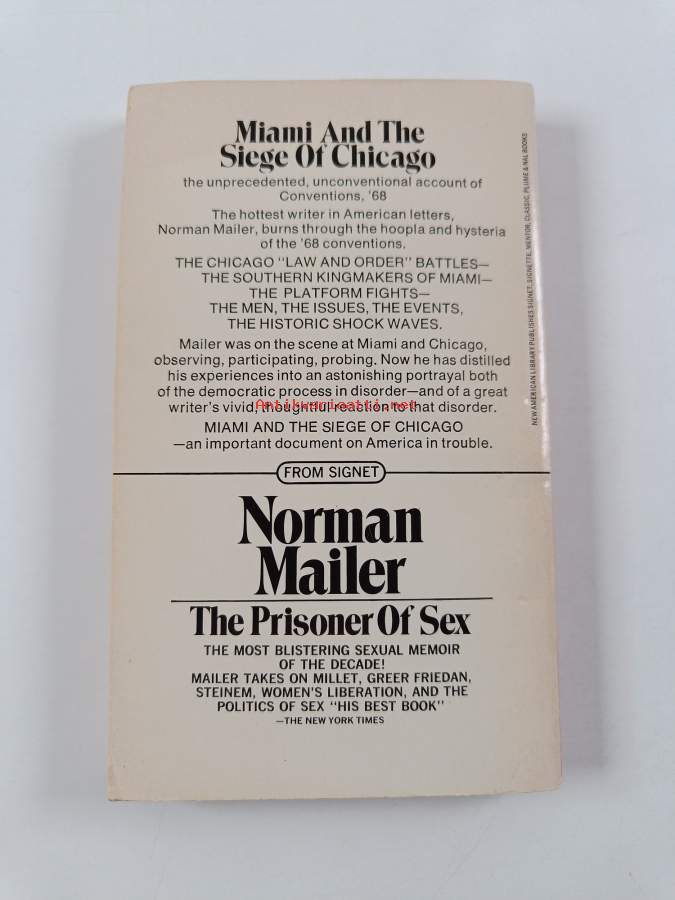 Miami And The
Siege Of Chicago
the unprecedented, unconventional account of
Conventions, '68
The hottest writer in American letters,
Norman Mailer, burns through the hoopla and hysteria
of the '68 conventions.
THE CHICAGO "LAW AND ORDER" BATTLES—
THE SOUTHERN KINGMAKERS OF MIAMI—
THE PLATFORM FIGHTS—
THE MEN, THE ISSUES, THE EVENTS,
THE HISTORIC SHOCK WAVES.
Mailer was on the scene at Miami and Chicago,
observing, participating, probing. Now he has distilled
his experiences into an astonishing portrayal both
of the democratic process in disorder—and of a great
writer's vivid, thoughtful reaction to that disorder.
Antikvariaatti.net
MIAMI AND THE SIEGE OF CHICAGO
—an important document on America in trouble.
FROM SIGNET
Norman
Mailer
The Prisoner Of Sex
THE MOST BLISTERING SEXUAL MEMOIR
OF THE DECADE!
MAILER TAKES ON MILLET, GREER FRIEDAN,
STEINEM, WOMEN'S LIBERATION, AND THE
POLITICS OF SEX "HIS BEST BOOK"
—THE NEW YORK TIMES
NEW AMERICAN LIBRARY PUBLISHES SIGNET, SIGNETTE, MENTOR, CLASSIC, PLUME & NAL BOOKS